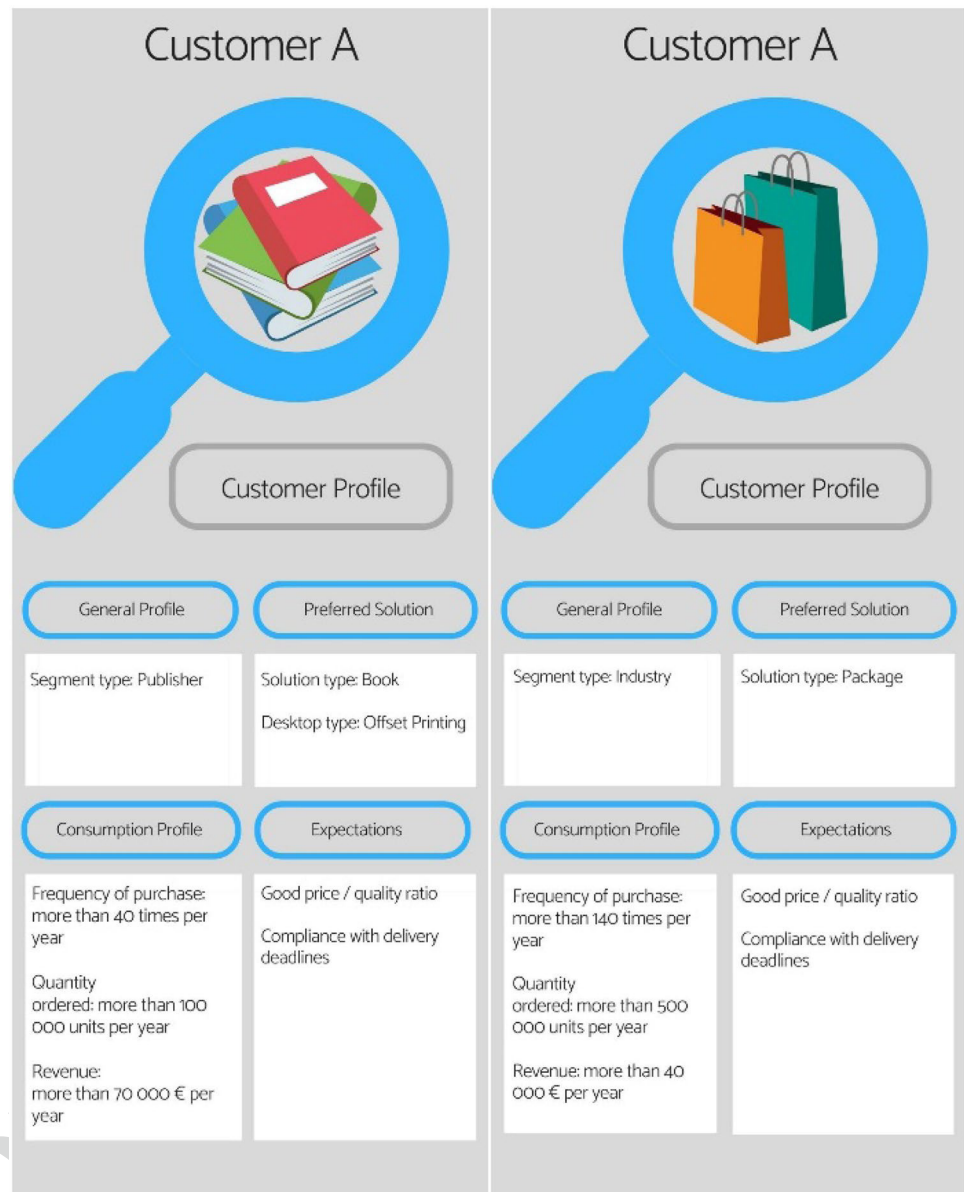 Customer A
Customer Profile
General Profile
Segment type: Publisher
Preferred Solution
Solution type: Book
Desktop type: Offset Printing
Consumption Profile
Frequency of purchase:
more than 40 times per
year
Quantity
ordered: more than 100
000 units per year
Revenue:
more than 70 000 € per
year
Expectations
Good price / quality ratio
Compliance with delivery
deadlines
Customer A
Customer Profile
General Profile
Segment type: Industry
Preferred Solution
Solution type: Package
Consumption Profile
Frequency of purchase:
more than 140 times per
year
Quantity
ordered: more than 500
000 units per year
Revenue: more than 40
000 € per year
Expectations
Good price / quality ratio
Compliance with delivery
deadlines